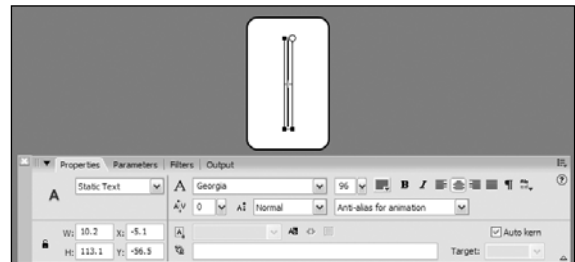 Properties Parameters Filters Output
A Static Text A Georgia 96 B I
A V 0 A Normal Anti-alias for animation
W: 10.2 X: -5.1 Auto kern
H: 113.1 Y: -56.5 Target: